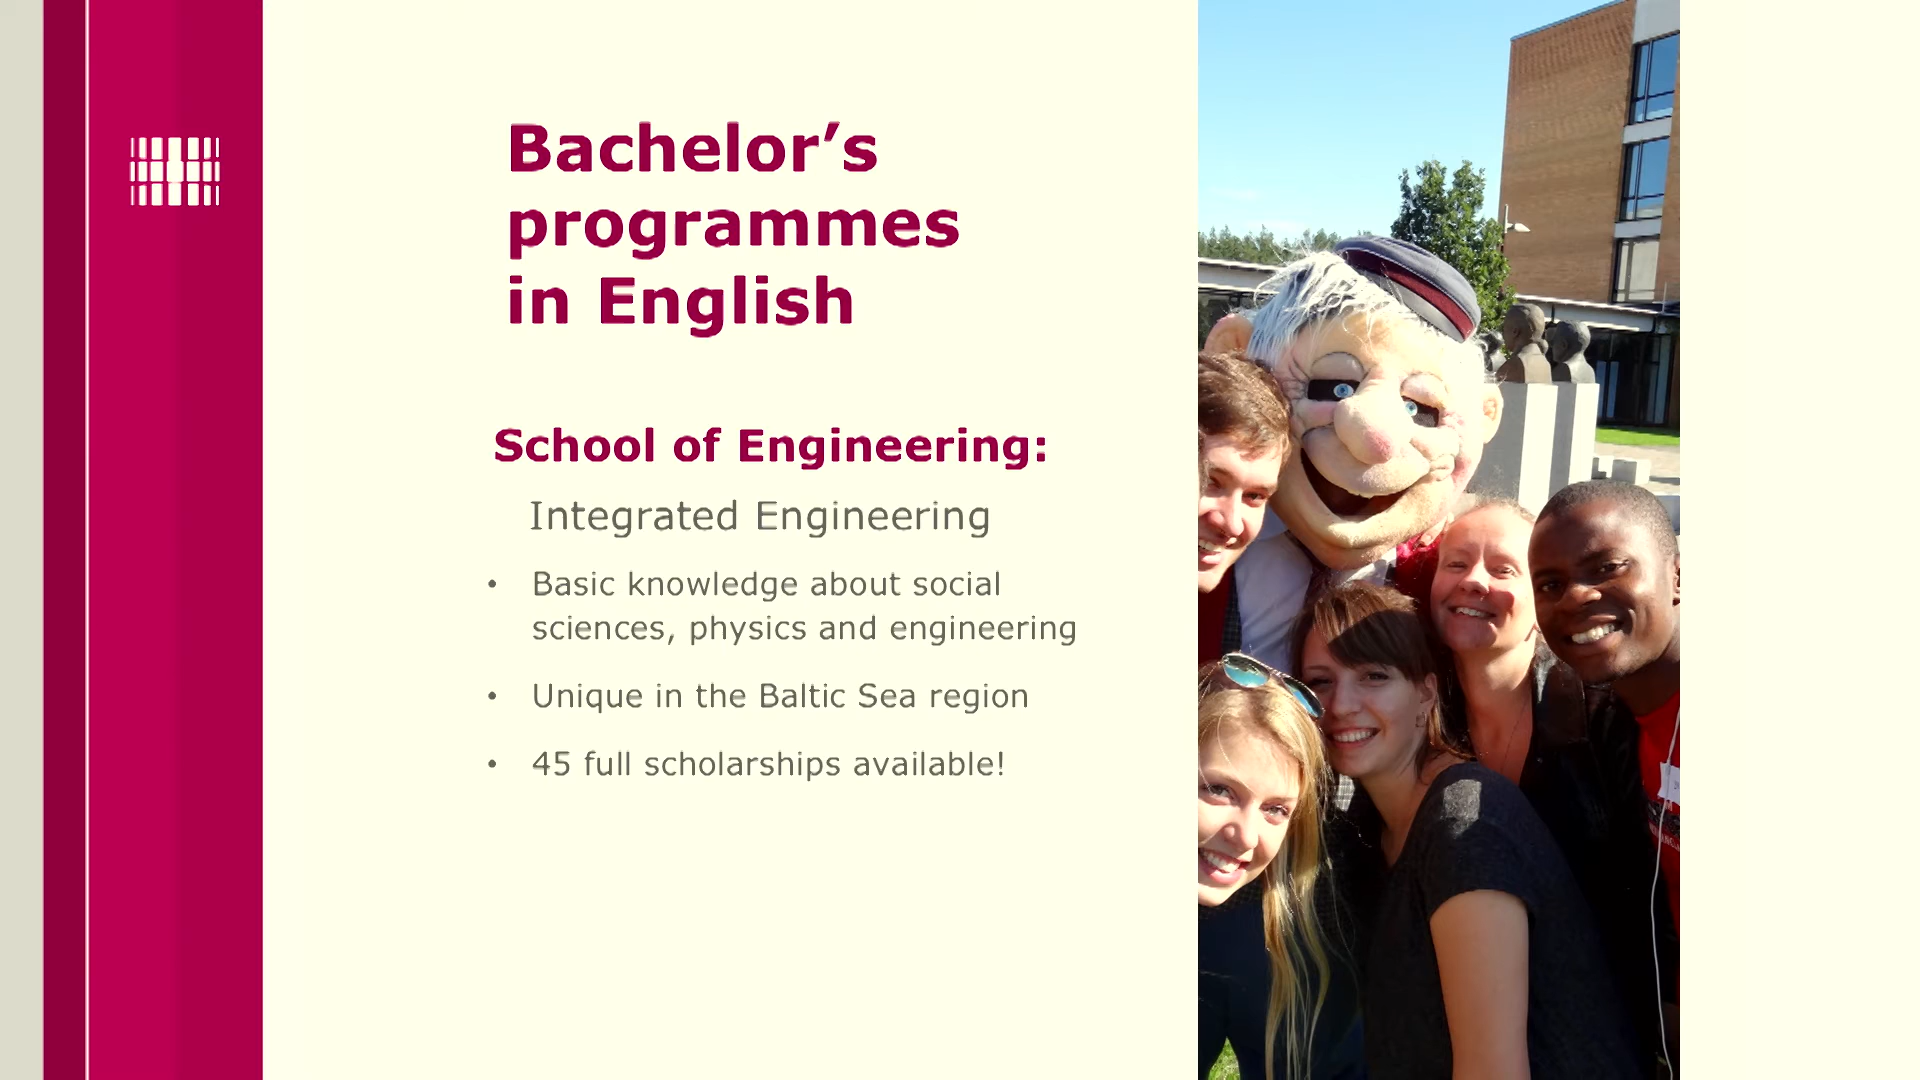 Bachelor’s
programmes
in English
School of Engineering:
Integrated Engineering
• Basic knowledge about social
sciences, physics and engineering
• Unique in the Baltic Sea region
• 45 full scholarships available!